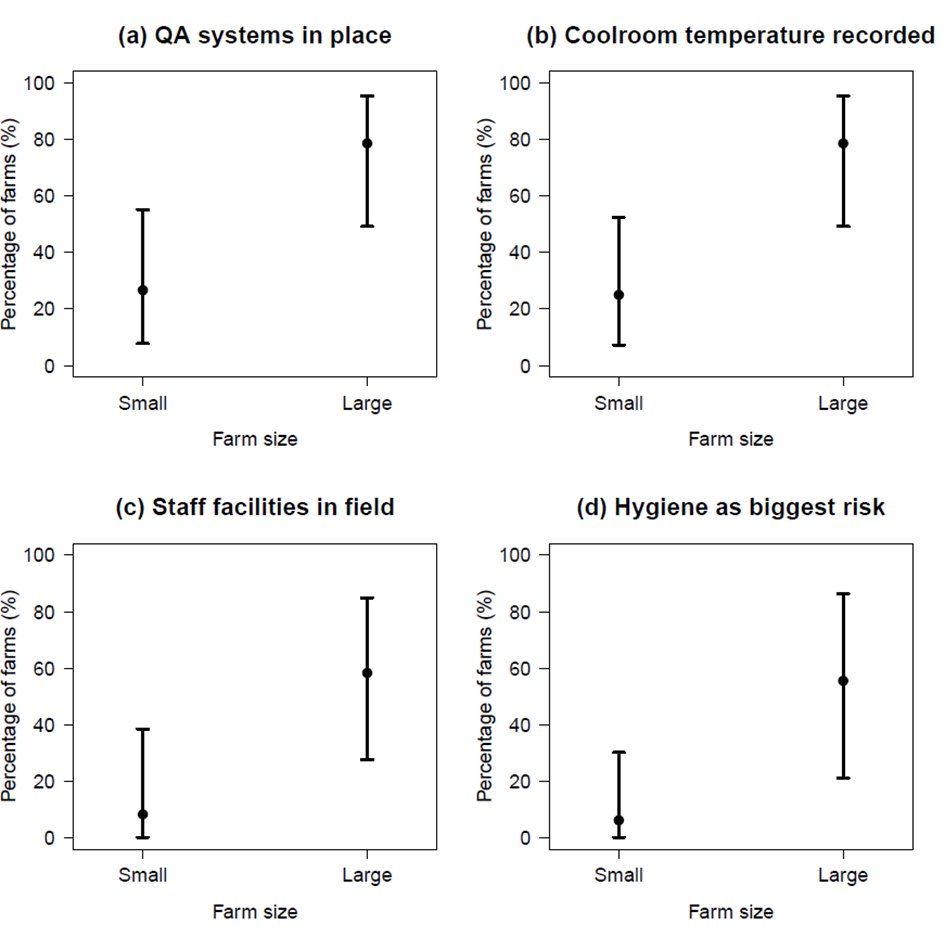 (a) QA systems in place
Percentage of farms (%)
100
80
60
40
20
0
Small Large
Farm size
(b) Coolroom temperature recorded
Percentage of farms (%)
100
80
60
40
20
0
Small Large
Farm size
(c) Staff facilities in field
Percentage of farms (%)
100
80
60
40
20
0
Small Large
Farm size
(d) Hygiene as biggest risk
Percentage of farms (%)
100
80
60
40
20
0
Small Large
Farm size